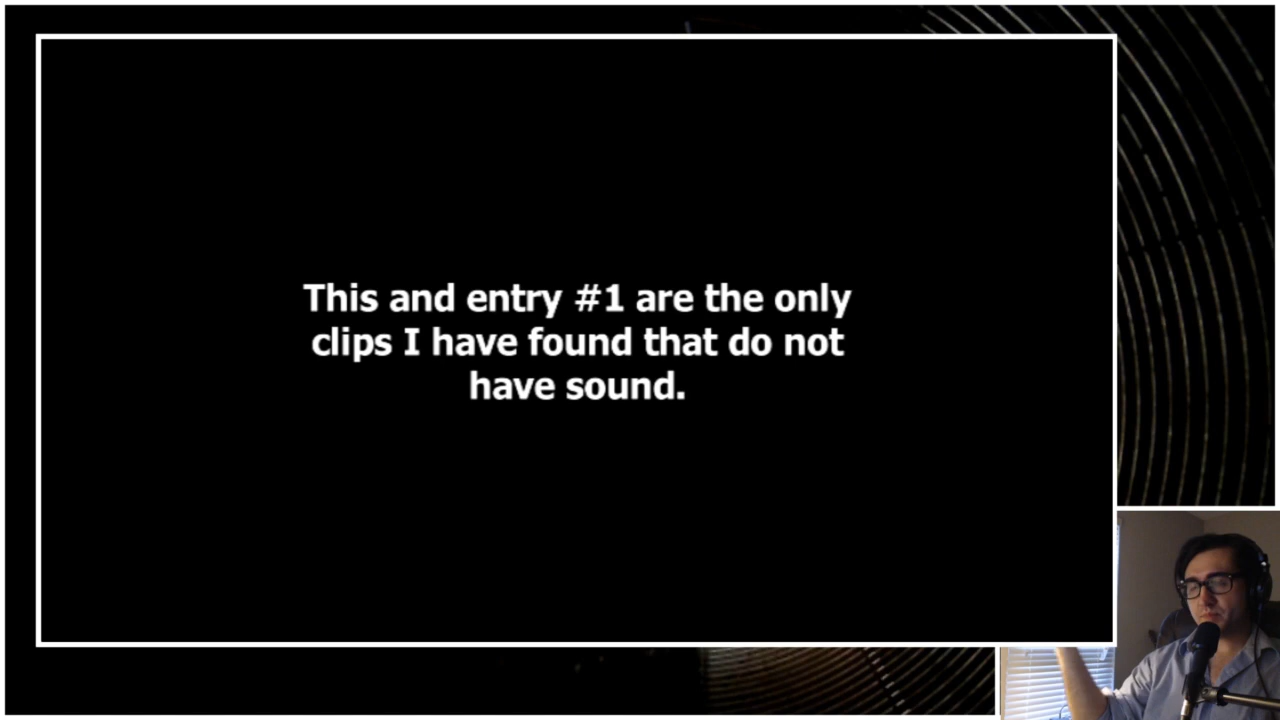 This and entry #1 are the only
clips I have found that do not
have sound.